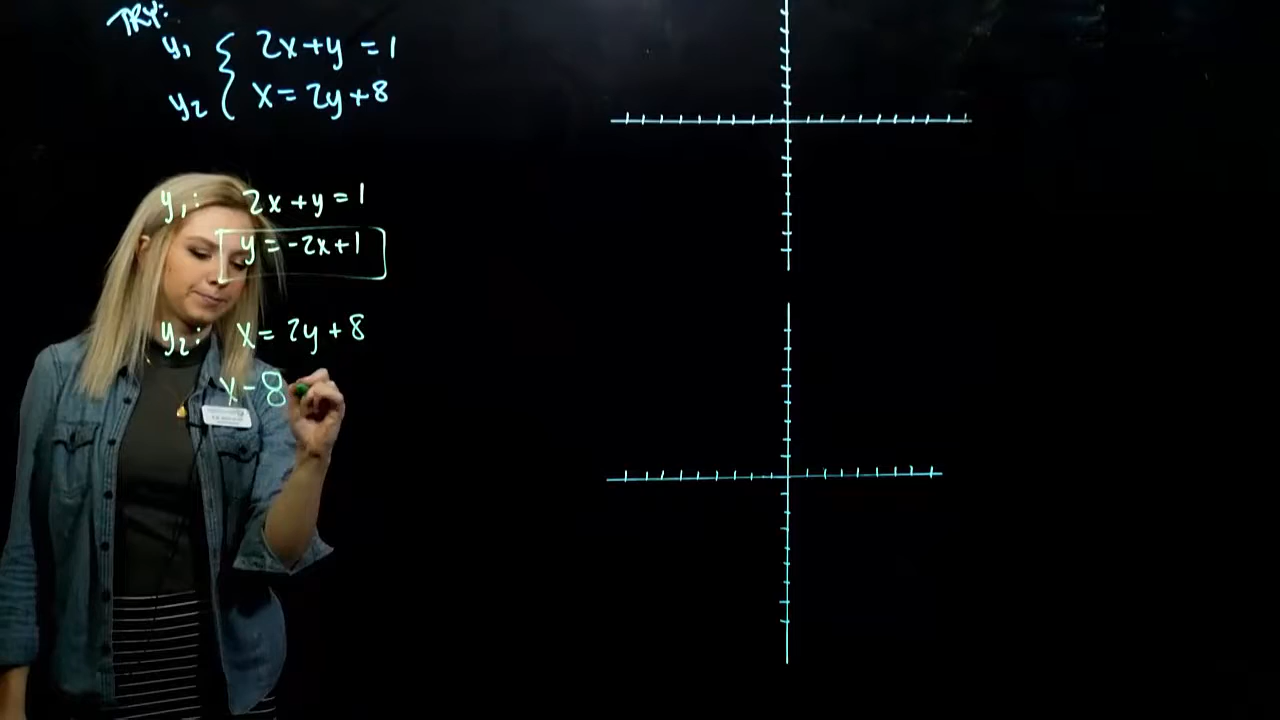 TRY:
y₁ { 2x+y = 1
y₂ { x = 2y+8
y₁: 2x+y = 1
y = -2x+1
y₂: x = 2y+8
x-8